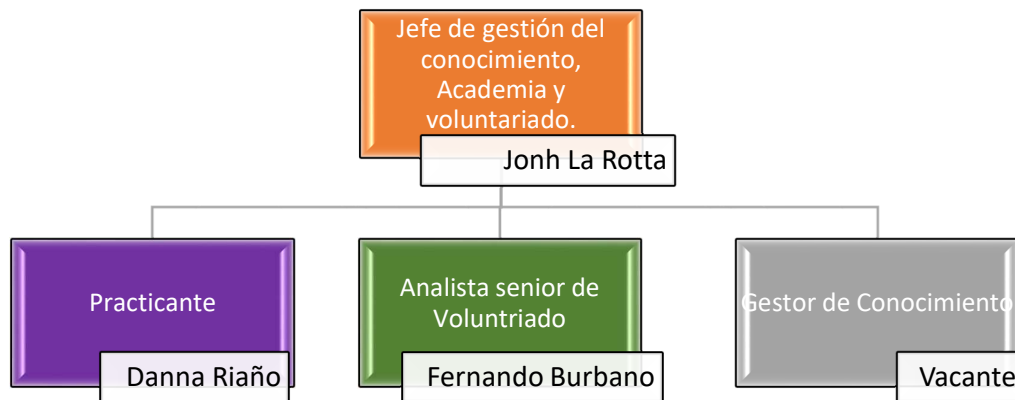 Jefe de gestión del
conocimiento,
Academia y
voluntariado.
Jonh La Rotta
Practicante
Danna Riaño
Analista senior de
Voluntriado
Fernando Burbano
Gestor de Conocimiento
Vacante